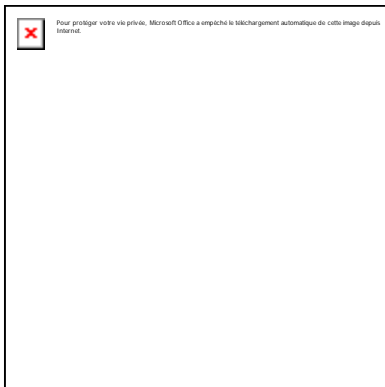 Pour protéger votre vie privée, Microsoft Office a empêché le téléchargement automatique de cette image depuis
Internet.